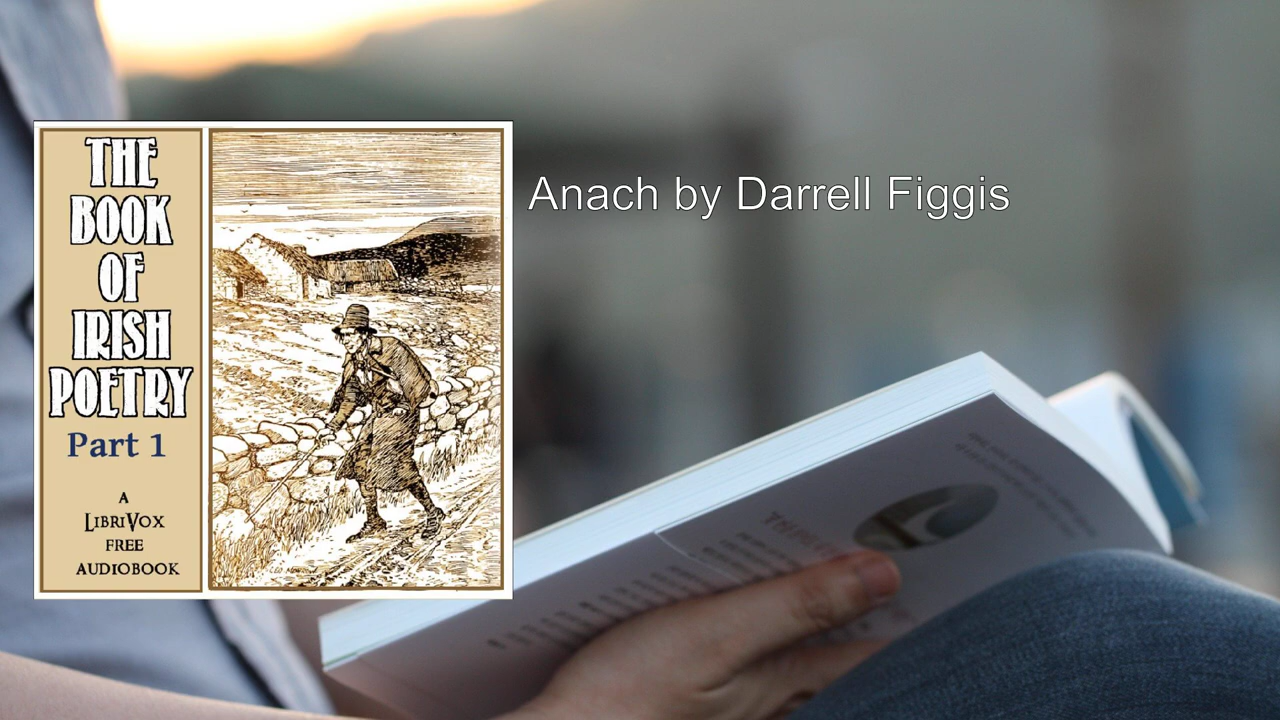 THE
BOOK
OF
IRISH
POETRY
Part 1
A
LIBRIVOX
FREE
AUDIOBOOK
Anach by Darrell Figgis